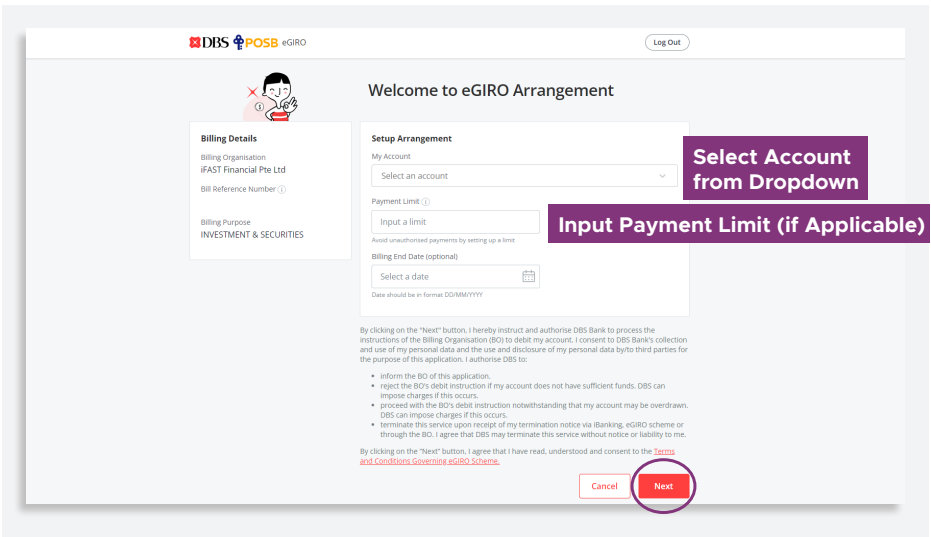 DBS POSB eGIRO
Log Out
Welcome to eGIRO Arrangement
Billing Details
Billing Organisation
iFAST Financial Pte Ltd
Bill Reference Number
Billing Purpose
INVESTMENT & SECURITIES
Setup Arrangement
My Account
Select an account
Select Account
from Dropdown
Payment Limit
Input a limit
Input Payment Limit (if Applicable)
Avoid unauthorised payments by setting up a limit
Billing End Date (optional)
Select a date
Date should be in format DD/MM/YYYY
By clicking on the "Next" button, I hereby instruct and authorise DBS Bank to process the
instructions of the Billing Organisation (BO) to debit my account. I consent to DBS Bank's collection
and use of my personal data and the use and disclosure of my personal data by/to third parties for
the purpose of this application. I authorise DBS to:
• inform the BO of this application.
• reject the BO's debit instruction if my account does not have sufficient funds. DBS can
impose charges if this occurs.
• proceed with the BO's debit instruction notwithstanding that my account may be overdrawn.
DBS can impose charges if this occurs.
• terminate this service upon receipt of my termination notice via iBanking, eGIRO scheme or
through the BO. I agree that DBS may terminate this service without notice or liability to me.
By clicking on the "Next" button, I agree that I have read, understood and consent to the Terms
and Conditions Governing eGIRO Scheme.
Cancel
Next